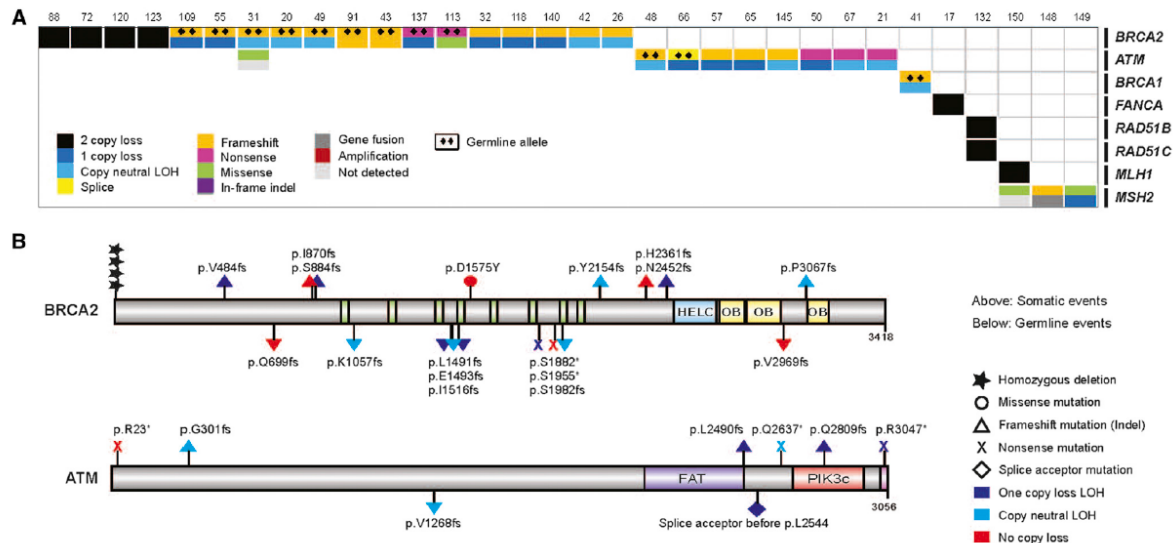 A
88 72 120 123 109 55 31 20 49 91 43 137 113 32 118 140 42 26 48 66 57 65 145 50 67 21 41 17 132 150 148 149
BRCA2
ATM
BRCA1
FANCA
RAD51B
RAD51C
MLH1
MSH2
2 copy loss
1 copy loss
Copy neutral LOH
Splice
Frameshift
Nonsense
Missense
In-frame indel
Gene fusion
Amplification
Not detected
Germline allele
B
BRCA2
p.V484fs
p.I870fs
p.S884fs
p.D1575Y
p.Y2154fs
p.H2361fs
p.N2452fs
p.P3067fs
HELC OB OB OB
3418
p.Q699fs
p.K1057fs
p.L1491fs
p.E1493fs
p.I1516fs
p.S1882*
p.S1955*
p.S1982fs
p.V2969fs
ATM
p.R23*
p.G301fs
p.L2490fs
p.Q2637*
p.Q2809fs
p.R3047*
FAT PIK3c
3056
p.V1268fs
Splice acceptor before p.L2544
Above: Somatic events
Below: Germline events
Homozygous deletion
Missense mutation
Frameshift mutation (Indel)
X Nonsense mutation
Splice acceptor mutation
One copy loss LOH
Copy neutral LOH
No copy loss